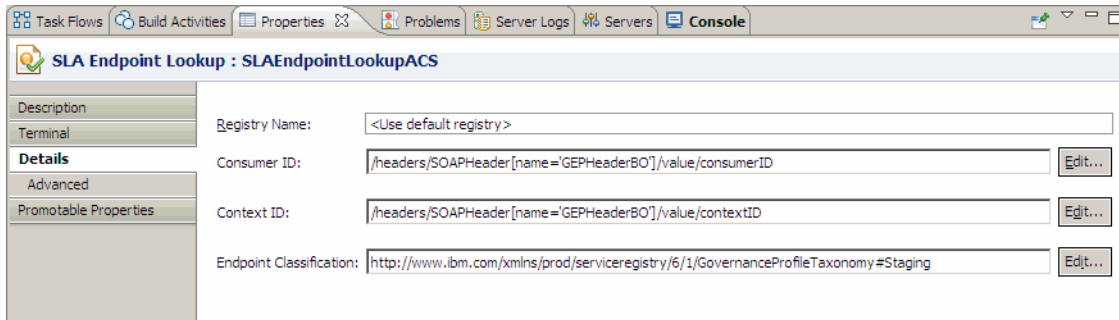 Task Flows Build Activities Properties Problems Server Logs Servers Console
SLA Endpoint Lookup : SLAEndpointLookupACS
Description
Terminal
Details
Advanced
Promotable Properties
Registry Name: <Use default registry>
Consumer ID: /headers/SOAPHeader[name='GEPHeaderBO']/value/consumerID Edit...
Context ID: /headers/SOAPHeader[name='GEPHeaderBO']/value/contextID Edit...
Endpoint Classification: http://www.ibm.com/xmlns/prod/serviceregistry/6/1/GovernanceProfileTaxonomy#Staging Edit...